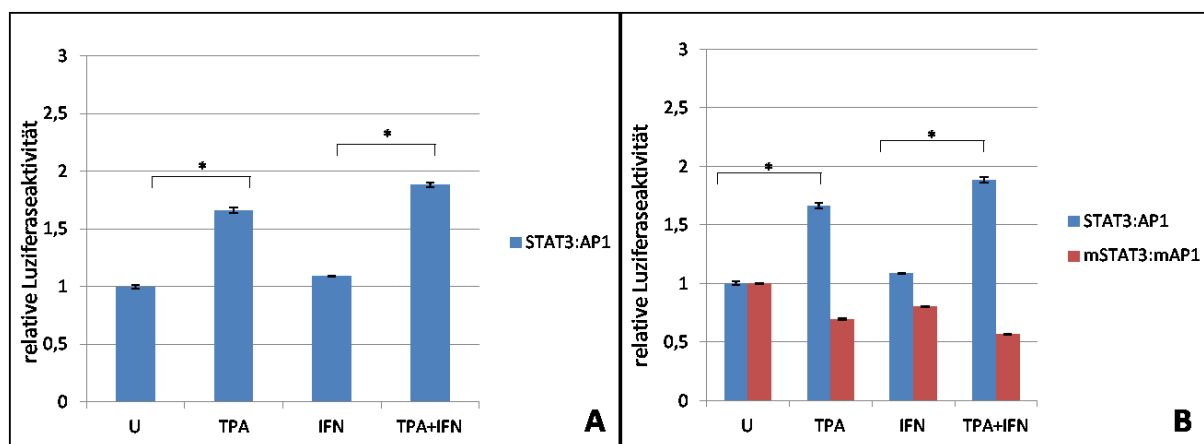 relative Luziferaseaktivität
3
2,5
2
1,5
1
0,5
0
*
*
U TPA IFN TPA+IFN
STAT3:AP1
A
relative Luziferaseaktivität
3
2,5
2
1,5
1
0,5
0
*
*
U TPA IFN TPA+IFN
STAT3:AP1
mSTAT3:mAP1
B